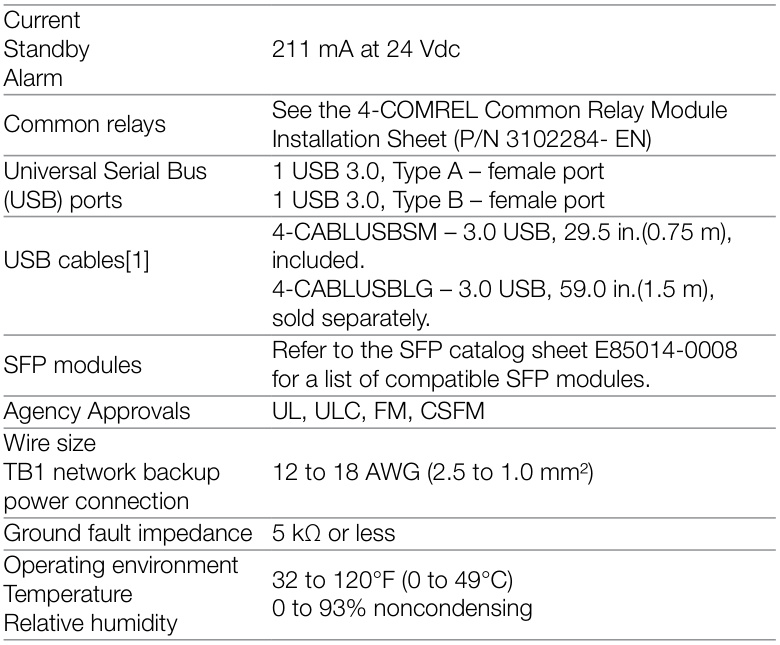 Current
Standby
Alarm
211 mA at 24 Vdc
Common relays
See the 4-COMREL Common Relay Module
Installation Sheet (P/N 3102284- EN)
Universal Serial Bus
(USB) ports
1 USB 3.0, Type A – female port
1 USB 3.0, Type B – female port
USB cables[1]
4-CABLUSBSM – 3.0 USB, 29.5 in.(0.75 m),
included.
4-CABLUSBLG – 3.0 USB, 59.0 in.(1.5 m),
sold separately.
SFP modules
Refer to the SFP catalog sheet E85014-0008
for a list of compatible SFP modules.
Agency Approvals
UL, ULC, FM, CSFM
Wire size
TB1 network backup
power connection
12 to 18 AWG (2.5 to 1.0 mm²)
Ground fault impedance
5 kΩ or less
Operating environment
Temperature
Relative humidity
32 to 120°F (0 to 49°C)
0 to 93% noncondensing